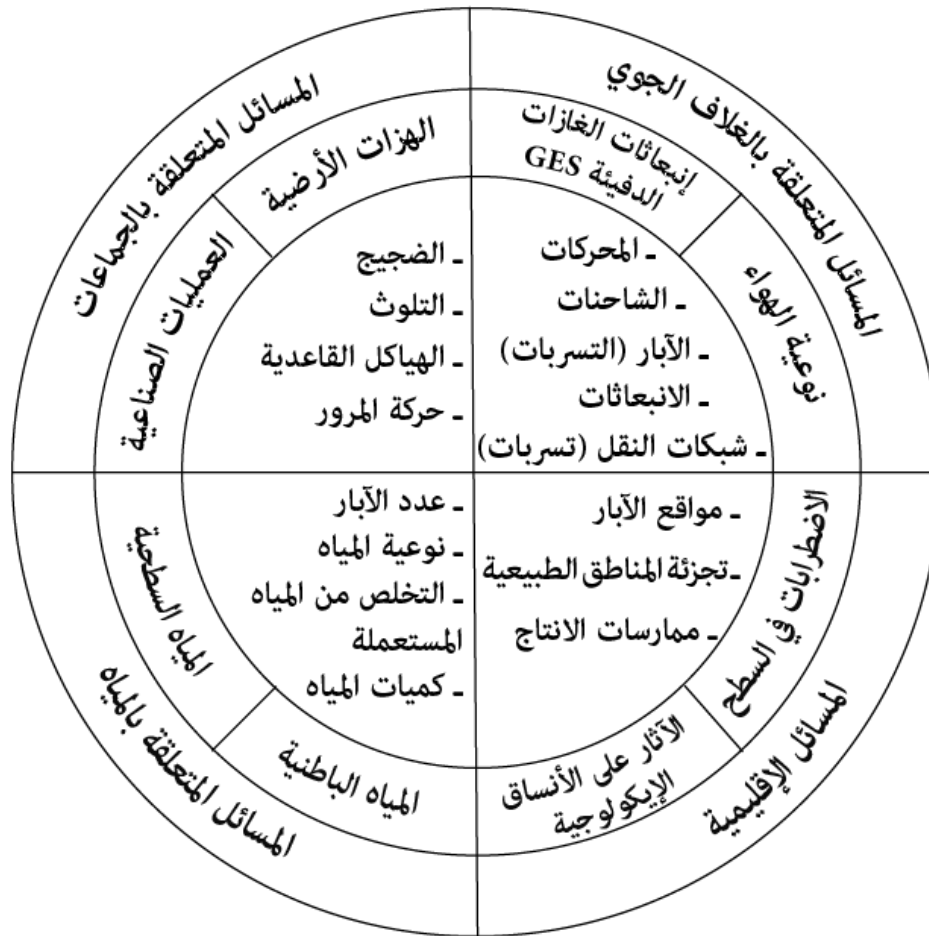 المسائل المتعلقة بالغلاف الجوي
إنبعاثات الغازات
الدفيئة GES
نوعية الهواء
ـ المحركات
ـ الشاحنات
ـ الآبار (التسربات)
ـ الانبعاثات
ـ شبكات النقل (تسربات)
المسائل المتعلقة بالجماعات
الهزات الأرضية
العمليات الصناعية
ـ الضجيج
ـ التلوث
ـ الهياكل القاعدية
ـ حركة المرور
المسائل الإقليمية
الاضطرابات في السطح
الآثار على الأنساق
الإيكولوجية
ـ مواقع الآبار
ـ تجزئة المناطق الطبيعية
ـ ممارسات الانتاج
المسائل المتعلقة بالمياه
المياه السطحية
المياه الباطنية
ـ عدد الآبار
ـ نوعية المياه
ـ التخلص من المياه
المستعملة
ـ كميات المياه